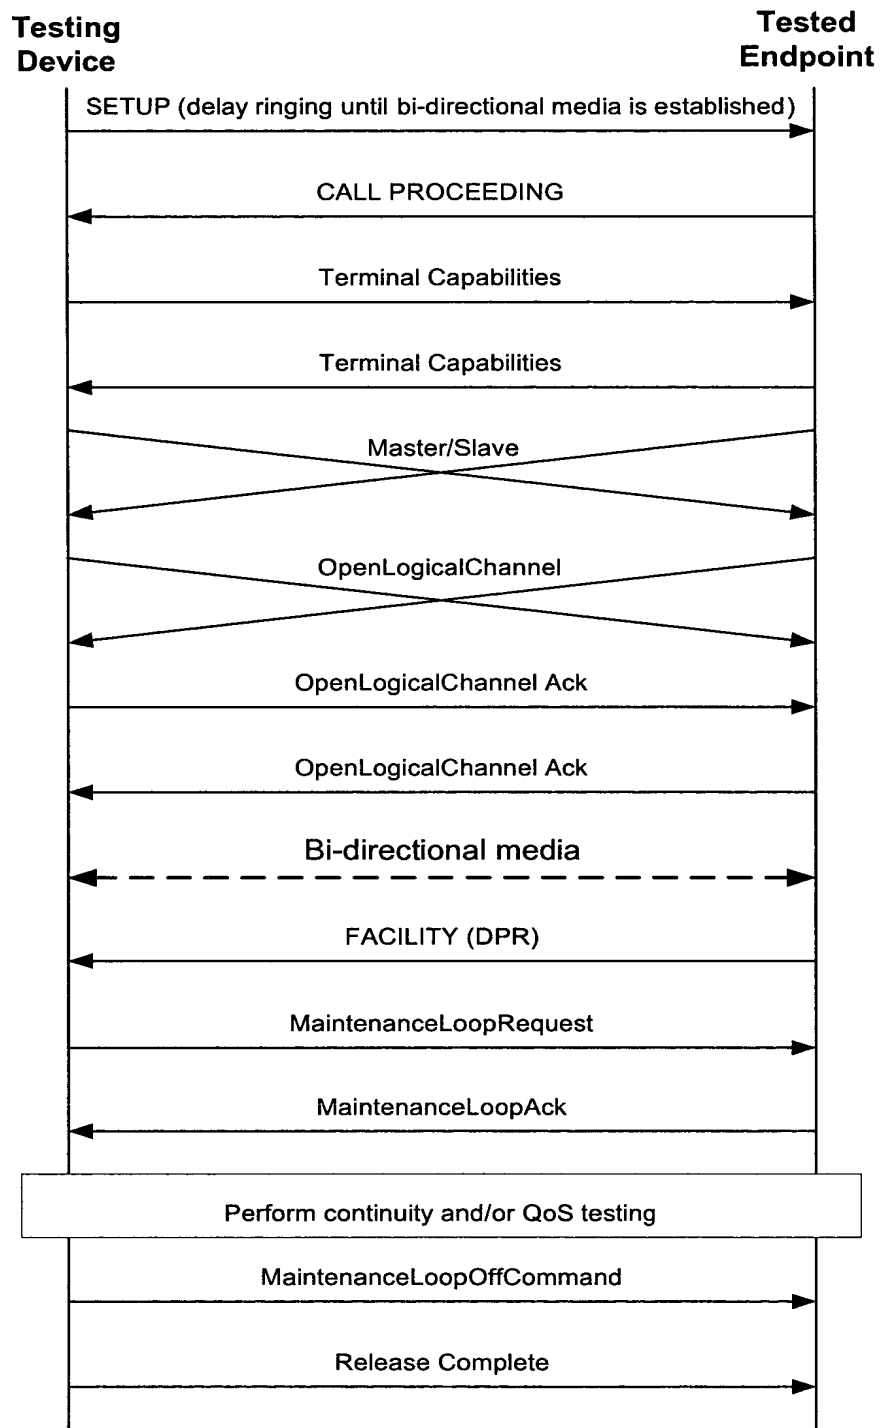 Testing
Device
Tested
Endpoint
SETUP (delay ringing until bi-directional media is established)
CALL PROCEEDING
Terminal Capabilities
Terminal Capabilities
Master/Slave
OpenLogicalChannel
OpenLogicalChannel Ack
OpenLogicalChannel Ack
Bi-directional media
FACILITY (DPR)
MaintenanceLoopRequest
MaintenanceLoopAck
Perform continuity and/or QoS testing
MaintenanceLoopOffCommand
Release Complete